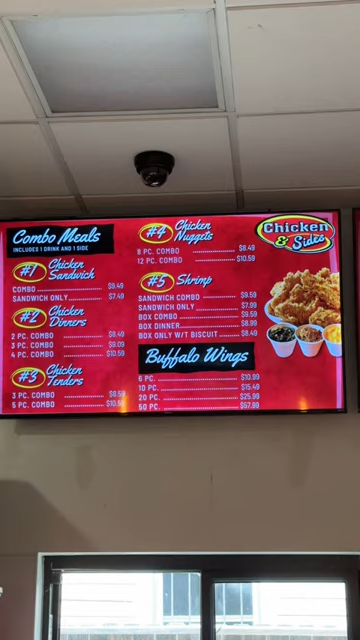 Combo Meals
INCLUDES 1 DRINK AND 1 SIDE
#1 Chicken Sandwich
COMBO $9.49
SANDWICH ONLY $7.49
#2 Chicken Dinners
2 PC. COMBO $8.49
3 PC. COMBO $9.09
4 PC. COMBO $10.59
#3 Chicken Tenders
3 PC. COMBO $8.59
5 PC. COMBO
#4 Chicken Nuggets
8 PC. COMBO $8.49
12 PC. COMBO $10.59
#5 Shrimp
SANDWICH COMBO $9.59
SANDWICH ONLY $7.99
BOX COMBO $9.59
BOX DINNER $8.99
BOX ONLY W/1 BISCUIT $8.49
Buffalo Wings
6 PC. $10.99
10 PC. $15.49
20 PC. $25.99
50 PC. $57.99
Chicken
& Sides